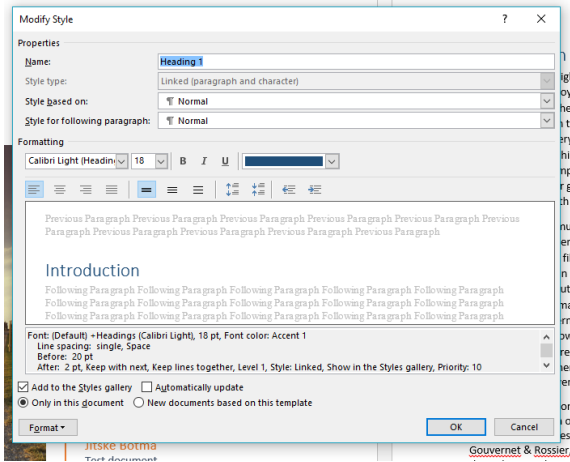 Modify Style ? ×
Properties
Name: Heading 1
Style type: Linked (paragraph and character)
Style based on: ¶ Normal
Style for following paragraph: ¶ Normal
Formatting
Calibri Light (Headin 18 B I U
Previous Paragraph Previous Paragraph Previous Paragraph Previous Paragraph Previous Paragraph Previous
Paragraph Previous Paragraph Previous Paragraph Previous Paragraph Previous Paragraph
Introduction
Following Paragraph Following Paragraph Following Paragraph Following Paragraph Following Paragraph
Following Paragraph Following Paragraph Following Paragraph Following Paragraph Following Paragraph
Following Paragraph Following Paragraph Following Paragraph Following Paragraph Following Paragraph
Font: (Default) +Headings (Calibri Light), 18 pt, Font color: Accent 1
Line spacing: single, Space
Before: 20 pt
After: 2 pt, Keep with next, Keep lines together, Level 1, Style: Linked, Show in the Styles gallery, Priority: 10
Add to the Styles gallery Automatically update
Only in this document New documents based on this template
Format OK Cancel
Jitske Botma
Test document
Gouvernet & Rossier,